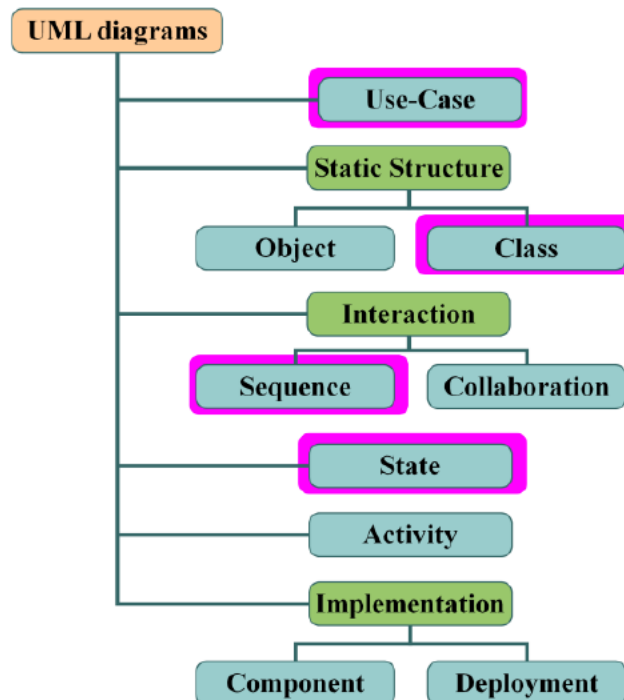 UML diagrams
Use-Case
Static Structure
Object
Class
Interaction
Sequence
Collaboration
State
Activity
Implementation
Component
Deployment